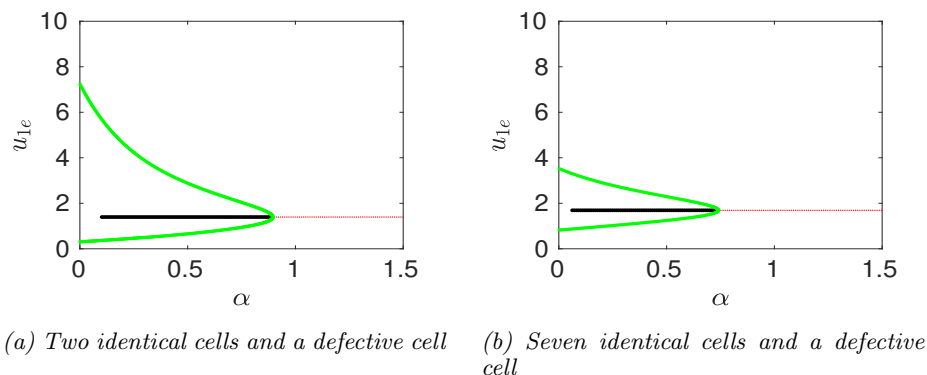 10
8
6
4
2
0
u1e
0 0.5 1 1.5
α
(a) Two identical cells and a defective cell
10
8
6
4
2
0
u1e
0 0.5 1 1.5
α
(b) Seven identical cells and a defective
cell